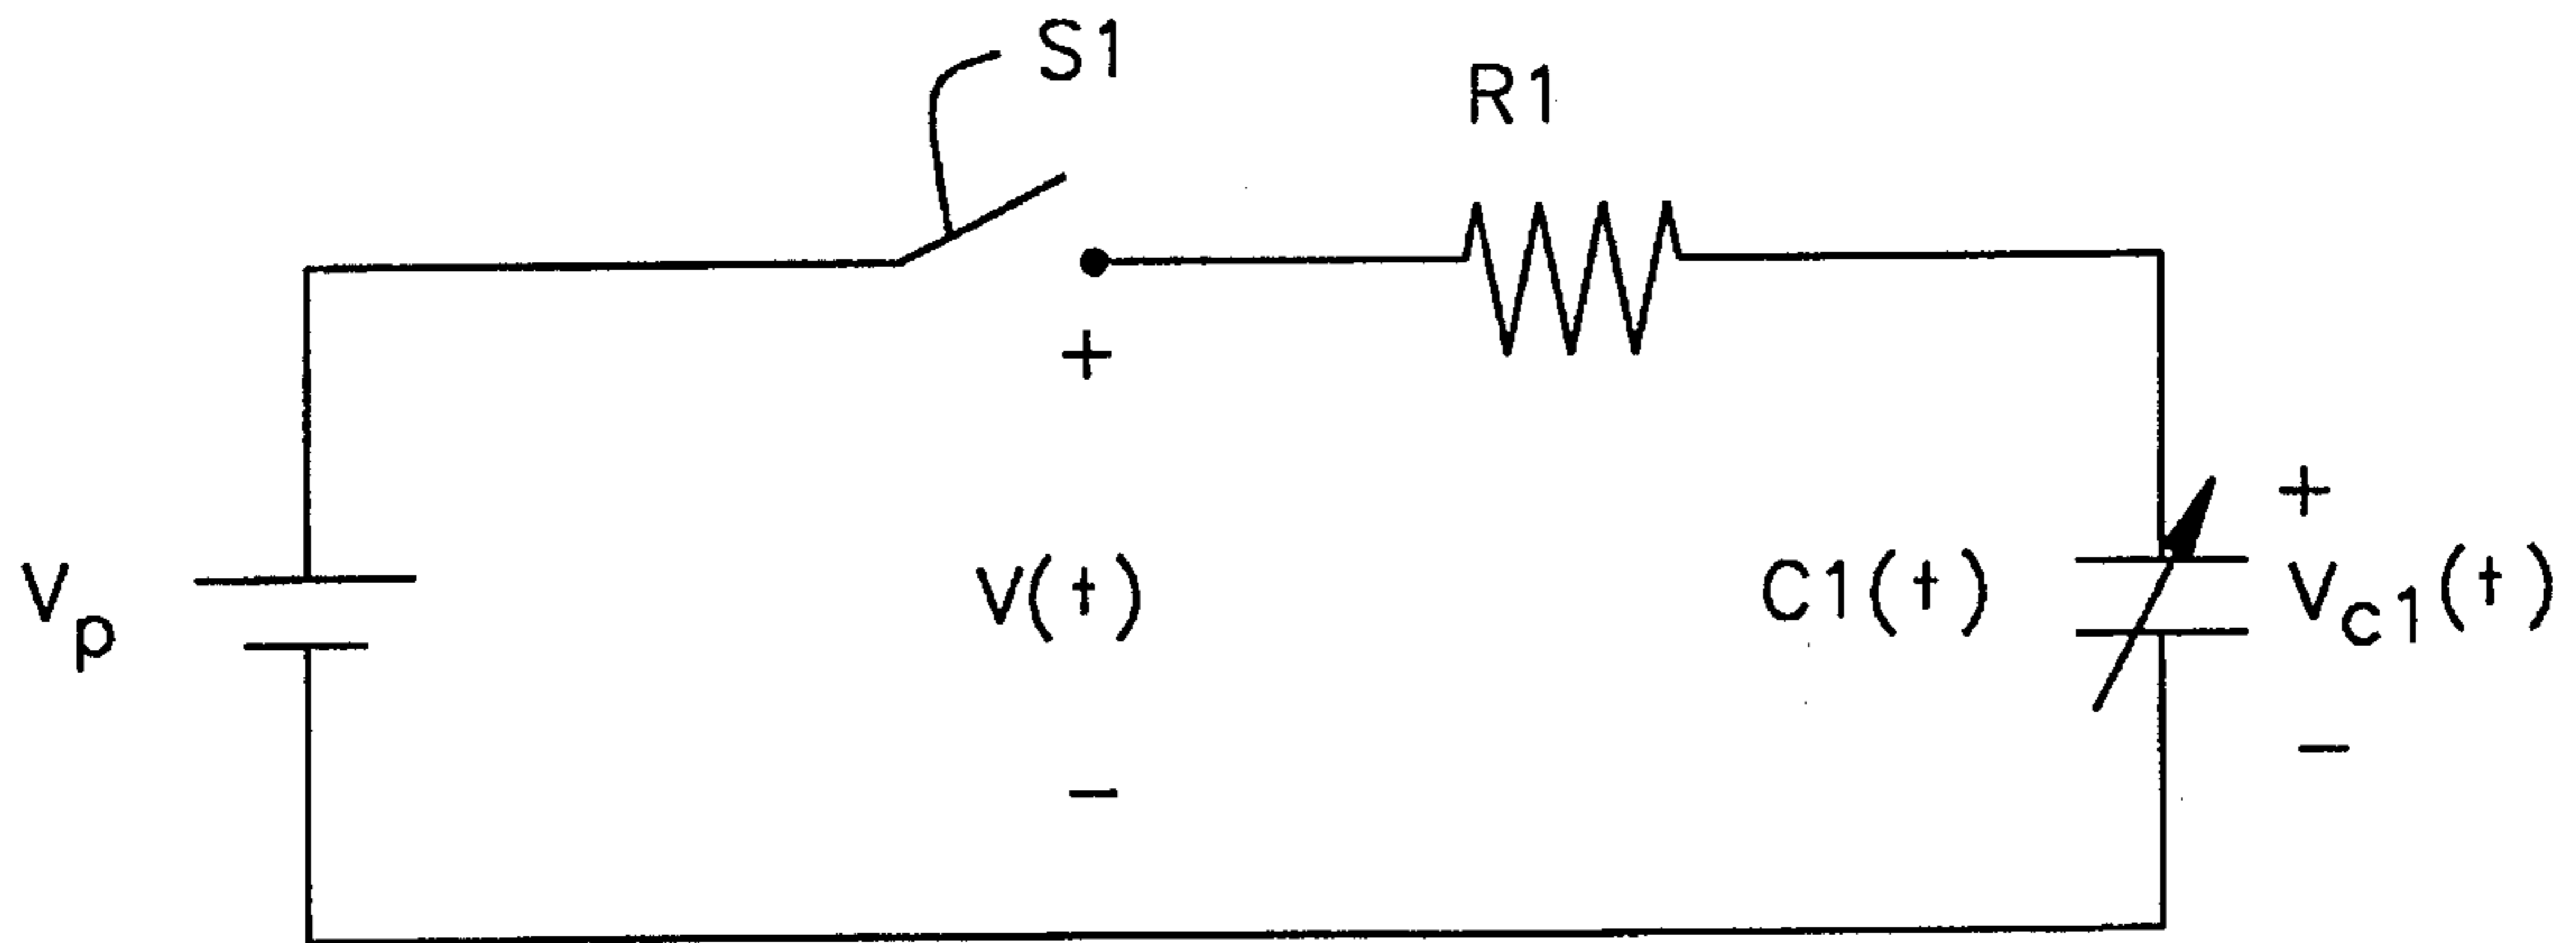 S1
R1
+
+
Vp
V(t)
C1(t)
Vc1(t)
−
−